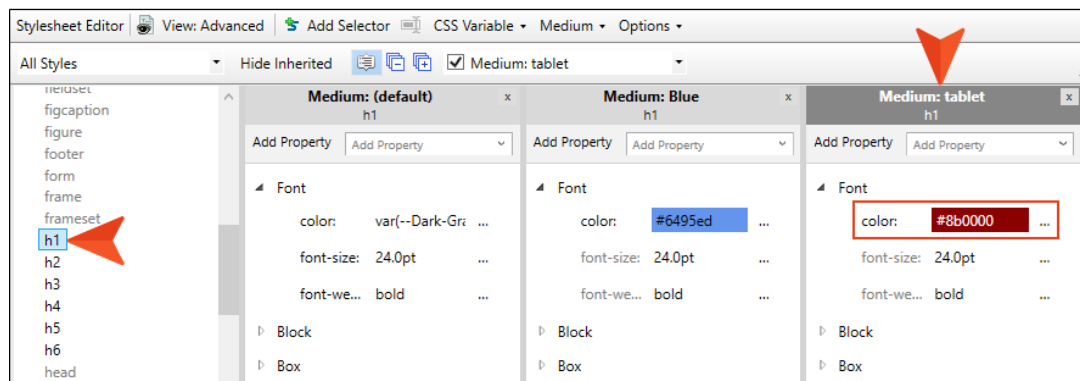 Stylesheet Editor View: Advanced Add Selector CSS Variable Medium Options
All Styles Hide Inherited Medium: tablet
fieldset
figcaption
figure
footer
form
frame
frameset
h1
h2
h3
h4
h5
h6
head
Medium: (default) x
h1
Add Property Add Property
Font
color: var(--Dark-Gra ...
font-size: 24.0pt ...
font-we... bold ...
Block
Box
Medium: Blue x
h1
Add Property Add Property
Font
color: #6495ed ...
font-size: 24.0pt ...
font-we... bold ...
Block
Box
Medium: tablet x
h1
Add Property Add Property
Font
color: #8b0000 ...
font-size: 24.0pt ...
font-we... bold ...
Block
Box